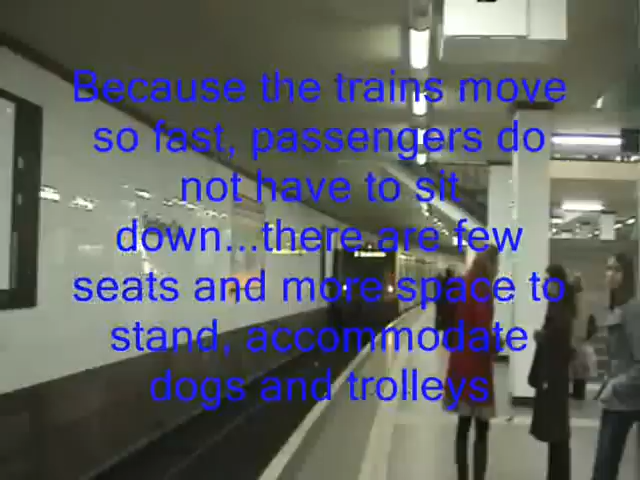 Because the trains move
so fast, passengers do
not have to sit
down...there are few
seats and more space to
stand, accommodate
dogs and trolleys